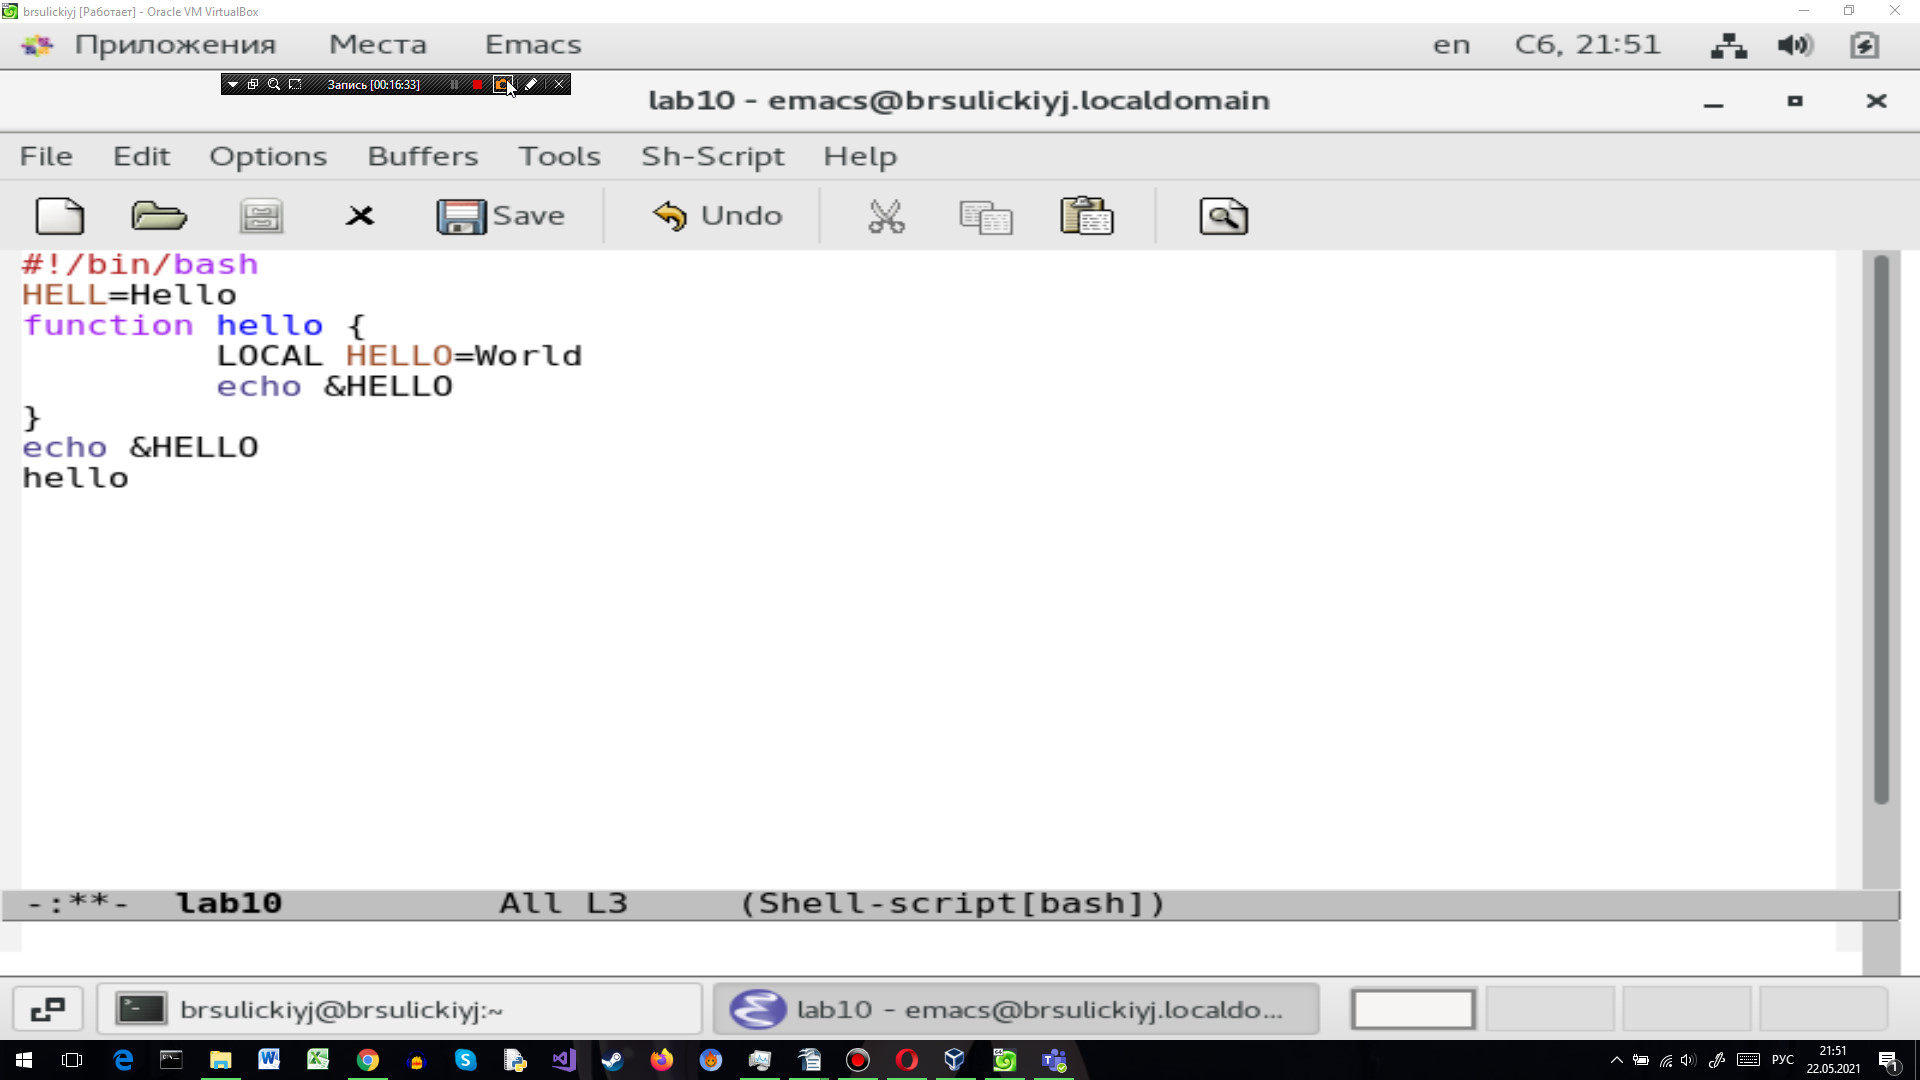 brsulickiyj [Работает] - Oracle VM VirtualBox
Приложения Места Emacs en Сб, 21:51
Запись [00:16:33]
lab10 - emacs@brsulickiyj.localdomain
File Edit Options Buffers Tools Sh-Script Help
Save Undo
#!/bin/bash
HELL=Hello
function hello {
LOCAL HELLO=World
echo &HELLO
}
echo &HELLO
hello
-:**- lab10 All L3 (Shell-script[bash])
brsulickiyj@brsulickiyj:~ lab10 - emacs@brsulickiyj.localdo...
РУС 21:51
22.05.2021
1